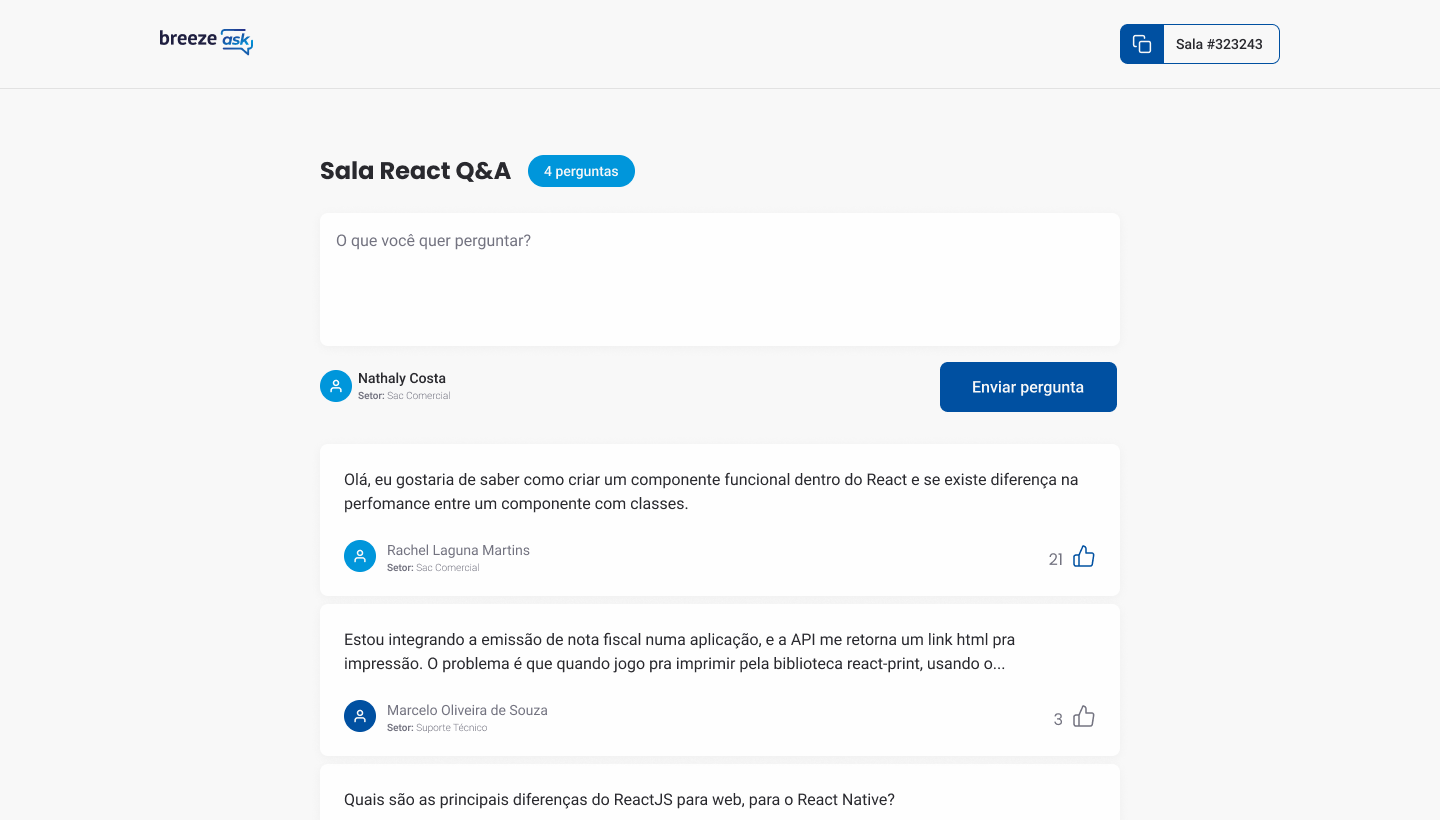 breeze ask
Sala #323243
Sala React Q&A
4 perguntas
O que você quer perguntar?
Nathaly Costa
Setor: Sac Comercial
Enviar pergunta
Olá, eu gostaria de saber como criar um componente funcional dentro do React e se existe diferença na
perfomance entre um componente com classes.
Rachel Laguna Martins
Setor: Sac Comercial
21
Estou integrando a emissão de nota fiscal numa aplicação, e a API me retorna um link html pra
impressão. O problema é que quando jogo pra imprimir pela biblioteca react-print, usando o...
Marcelo Oliveira de Souza
Setor: Suporte Técnico
3
Quais são as principais diferenças do ReactJS para web, para o React Native?